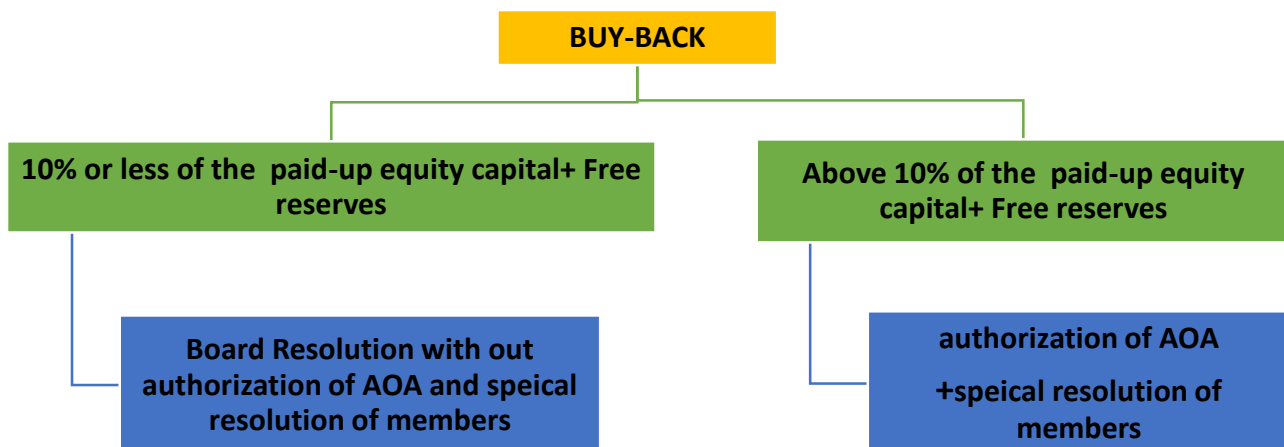 BUY-BACK
10% or less of the  paid-up equity capital+ Free
reserves
Above 10% of the  paid-up equity
capital+ Free reserves
Board Resolution with out
authorization of AOA and speical
resolution of members
authorization of AOA
+speical resolution of
members